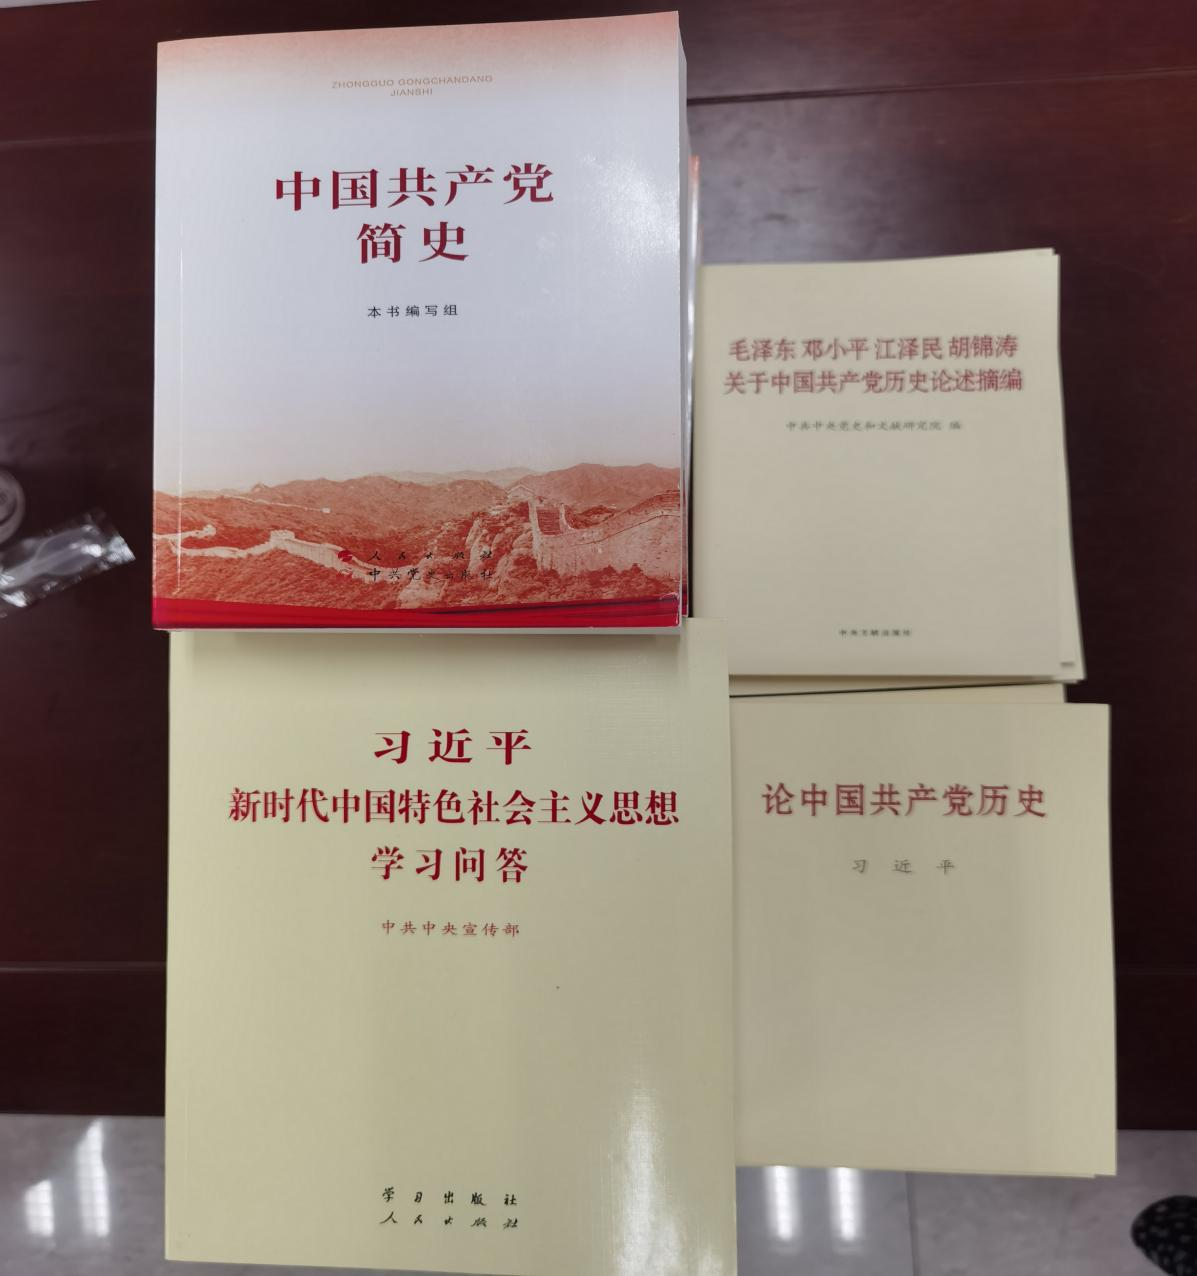 ZHONGGUO GONGCHANDANG
JIANSHI
中国共产党
简史
本书编写组
人民出版社
中共党史出版社
毛泽东 邓小平 江泽民 胡锦涛
关于中国共产党历史论述摘编
中共中央党史和文献研究院 编
中央文献出版社
习近平
新时代中国特色社会主义思想
学习问答
中共中央宣传部
学习出版社
人民出版社
论中国共产党历史
习近平